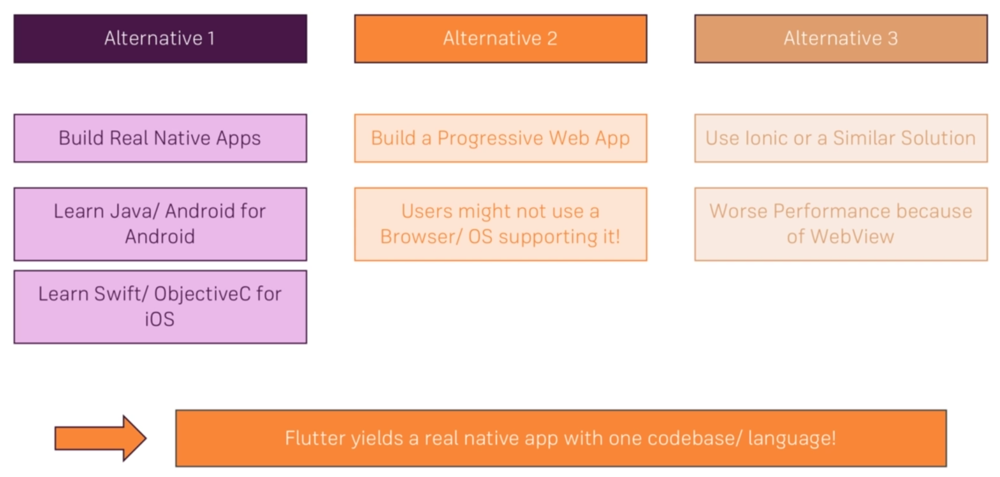 Alternative 1
Alternative 2
Alternative 3
Build Real Native Apps
Build a Progressive Web App
Use Ionic or a Similar Solution
Learn Java/ Android for
Android
Users might not use a
Browser/ OS supporting it!
Worse Performance because
of WebView
Learn Swift/ ObjectiveC for
iOS
Flutter yields a real native app with one codebase/ language!